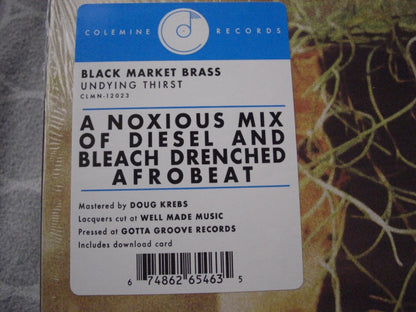 COLEMINE RECORDS
BLACK MARKET BRASS
UNDYING THIRST
CLMN-12023
A NOXIOUS MIX
OF DIESEL AND
BLEACH DRENCHED
AFROBEAT
Mastered by DOUG KREBS
Lacquers cut at WELL MADE MUSIC
Pressed at GOTTA GROOVE RECORDS
Includes download card
6 74862 65463 5